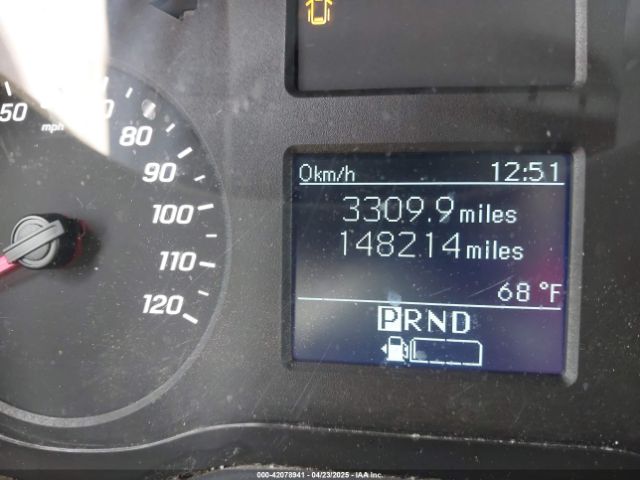 50
mph
80
90
100
110
120
0km/h 12:51
3309.9 miles
148214 miles
68 °F
PRND
000-42078941 - 04/23/2025 - IAA Inc.